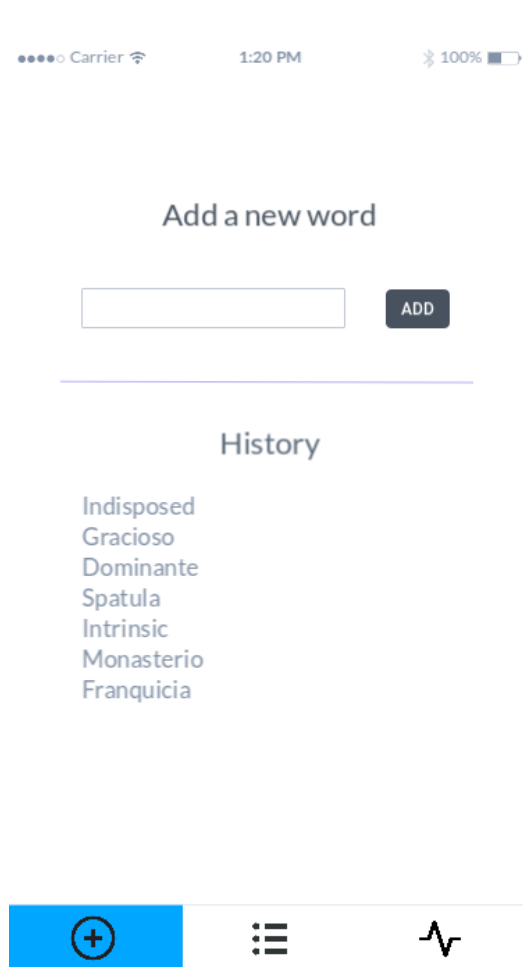 Carrier 1:20 PM 100%
Add a new word
ADD
History
Indisposed
Gracioso
Dominante
Spatula
Intrinsic
Monasterio
Franquicia